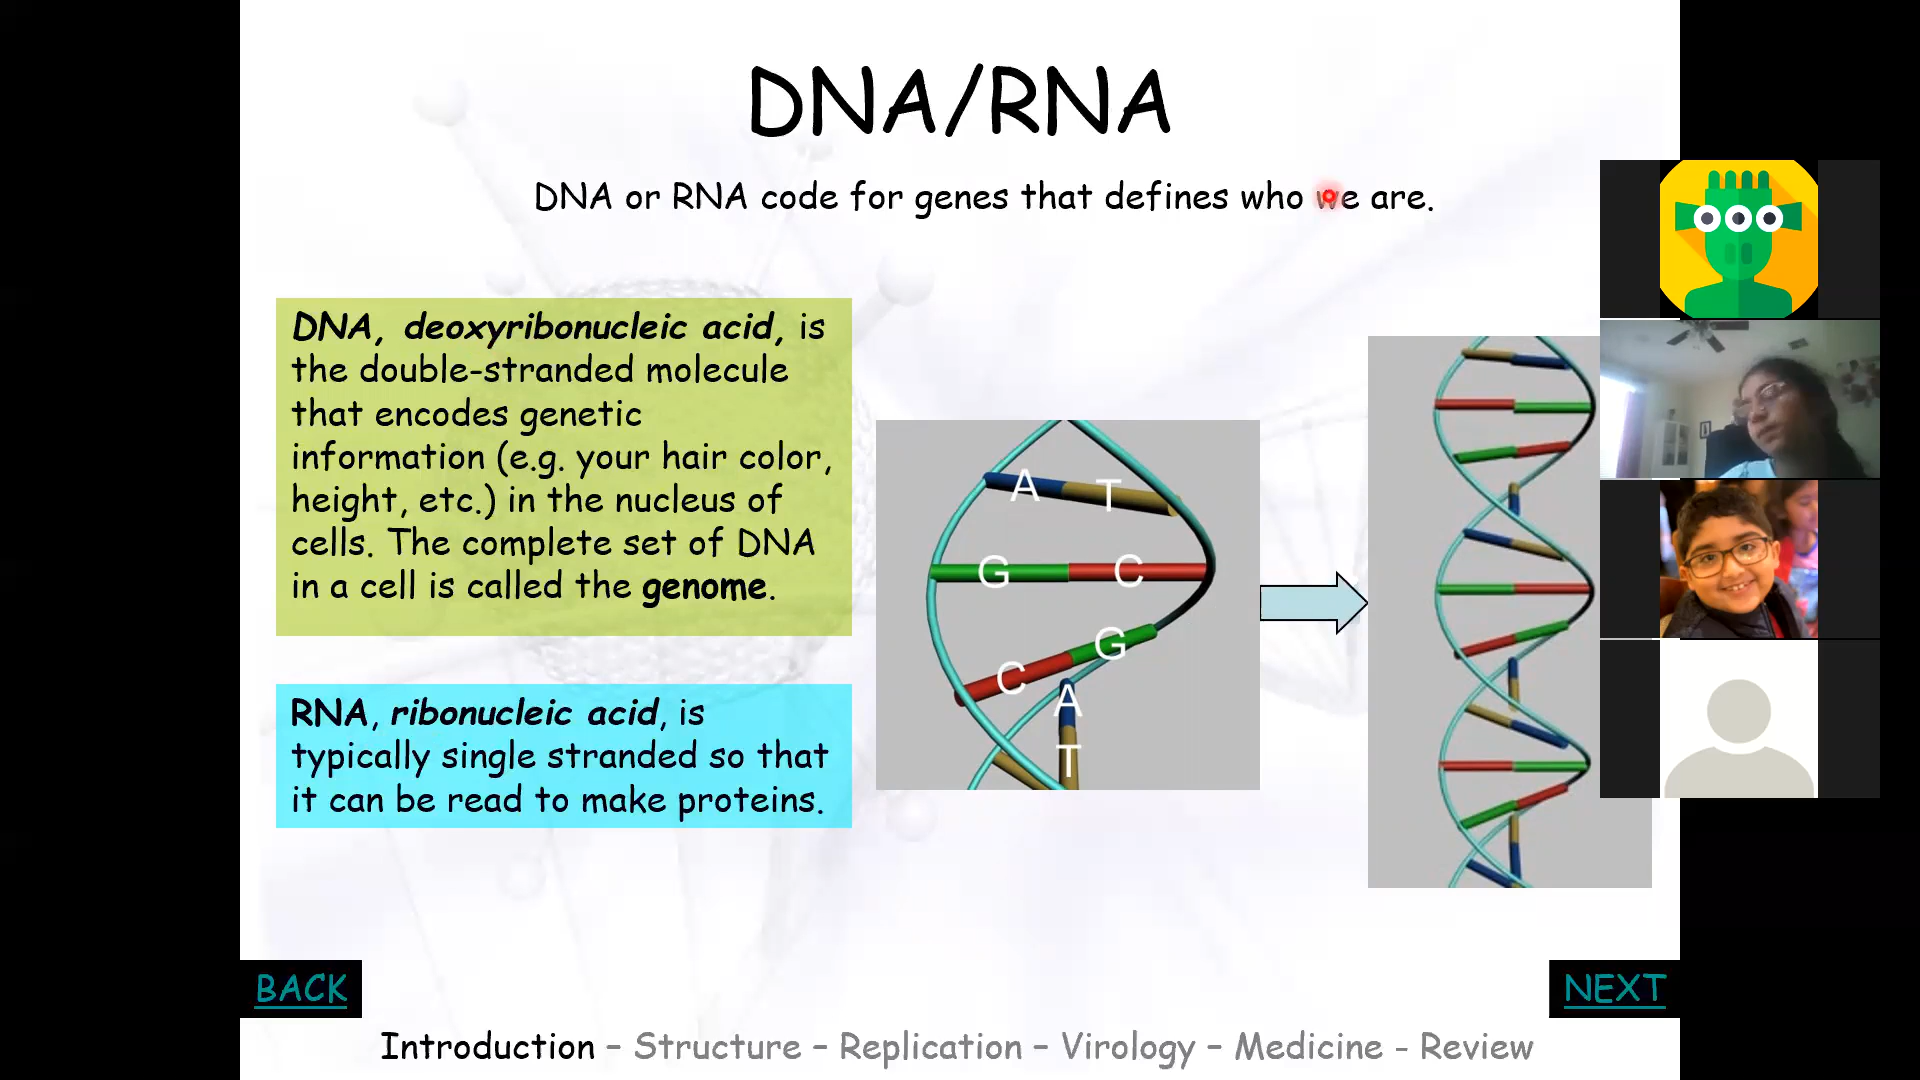 DNA/RNA
DNA or RNA code for genes that defines who we are.
DNA, deoxyribonucleic acid, is
the double-stranded molecule
that encodes genetic
information (e.g. your hair color,
height, etc.) in the nucleus of
cells. The complete set of DNA
in a cell is called the genome.
RNA, ribonucleic acid, is
typically single stranded so that
it can be read to make proteins.
A T
G C
C G
A
T
BACK
NEXT
Introduction – Structure – Replication – Virology – Medicine - Review